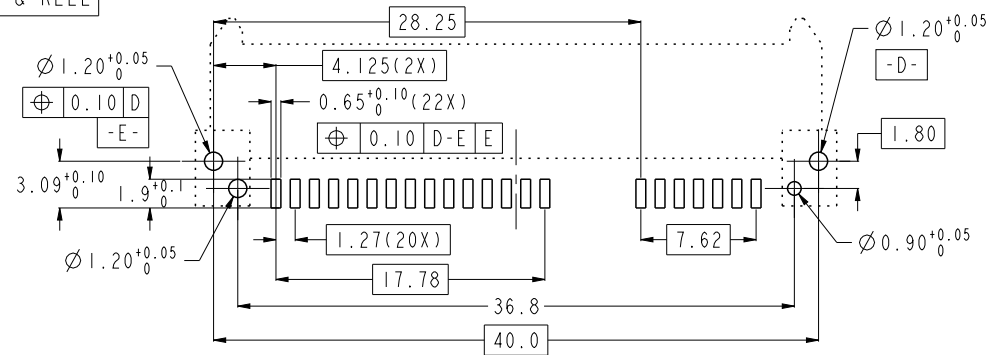 & REEL
28.25
Ø1.20 +0.05 0
-D-
Ø1.20 +0.05 0
4.125(2X)
⌖ 0.10 D
-E-
0.65 +0.10 0 (22X)
⌖ 0.10 D-E E
1.80
3.09 +0.10 0
1.9 +0.1 0
1.27(20X)
7.62
Ø0.90 +0.05 0
Ø1.20 +0.05 0
17.78
36.8
40.0